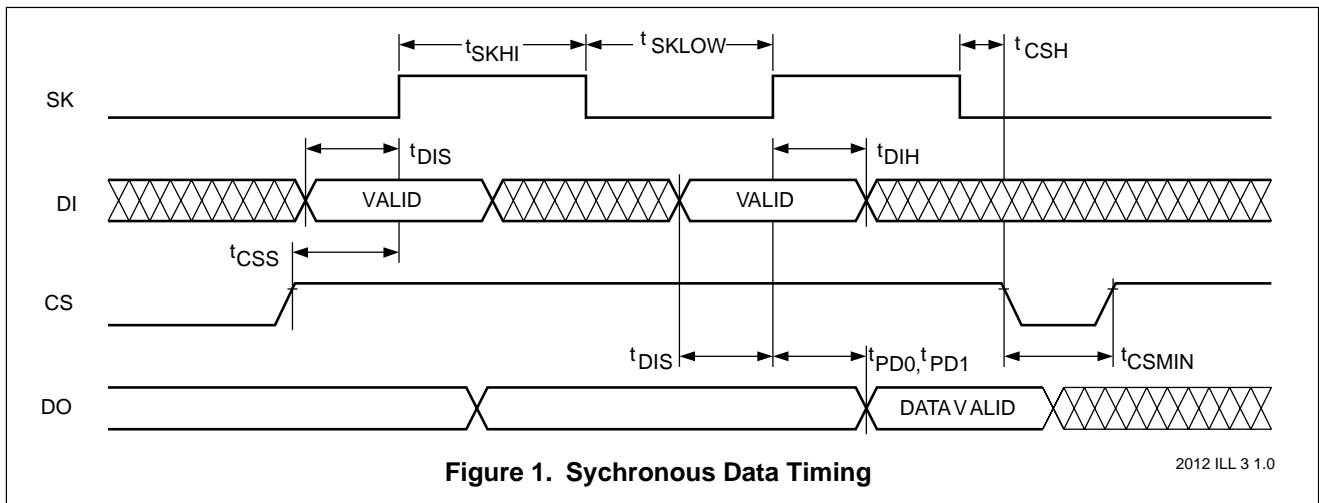 tSKHI
tSKLOW
tCSH
SK
tDIS
tDIH
DI
VALID
VALID
tCSS
CS
tDIS
tPD0,tPD1
tCSMIN
DO
DATA VALID
Figure 1. Sychronous Data Timing
2012 ILL 3 1.0